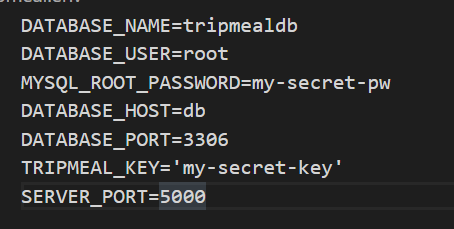 DATABASE_NAME=tripmealdb
DATABASE_USER=root
MYSQL_ROOT_PASSWORD=my-secret-pw
DATABASE_HOST=db
DATABASE_PORT=3306
TRIPMEAL_KEY='my-secret-key'
SERVER_PORT=5000